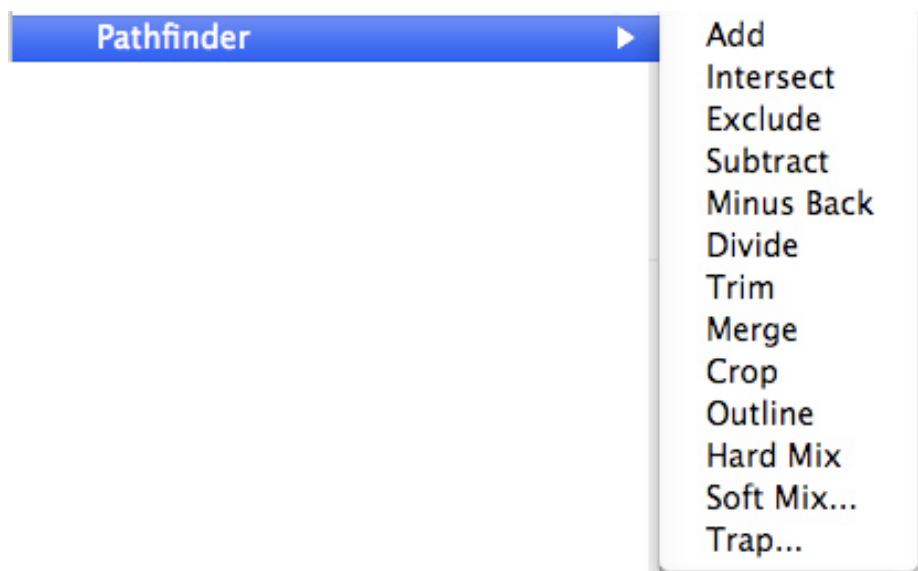 Pathfinder
Add
Intersect
Exclude
Subtract
Minus Back
Divide
Trim
Merge
Crop
Outline
Hard Mix
Soft Mix...
Trap...